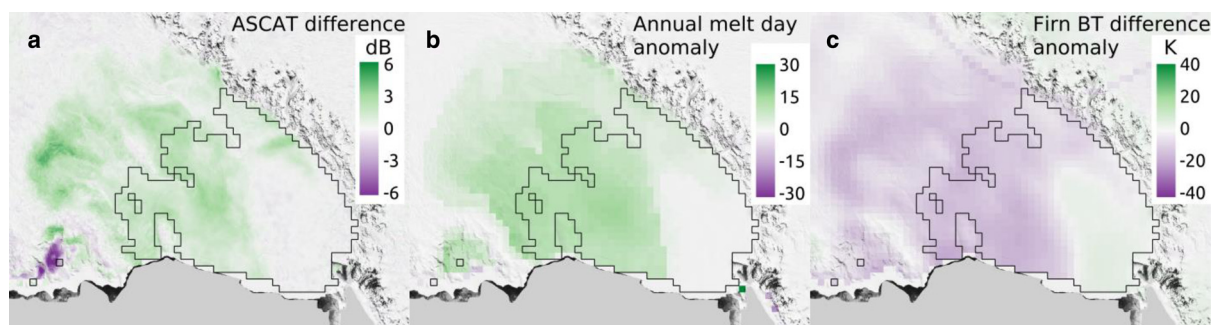 a
ASCAT difference
dB
6
3
0
-3
-6
b
Annual melt day
anomaly
30
15
0
-15
-30
c
Firn BT difference
anomaly
K
40
20
0
-20
-40